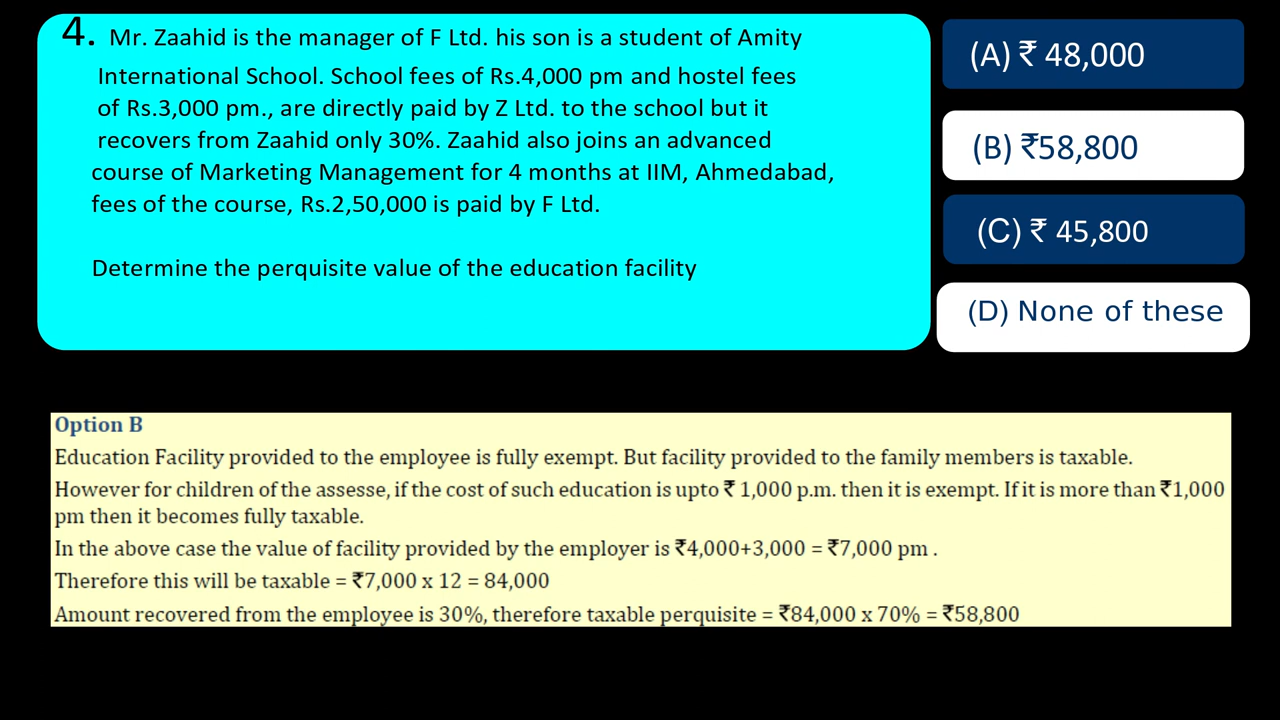 4. Mr. Zaahid is the manager of F Ltd. his son is a student of Amity
International School. School fees of Rs.4,000 pm and hostel fees
of Rs.3,000 pm., are directly paid by Z Ltd. to the school but it
recovers from Zaahid only 30%. Zaahid also joins an advanced
course of Marketing Management for 4 months at IIM, Ahmedabad,
fees of the course, Rs.2,50,000 is paid by F Ltd.
Determine the perquisite value of the education facility
(A) ₹ 48,000
(B) ₹58,800
(C) ₹ 45,800
(D) None of these
Option B
Education Facility provided to the employee is fully exempt. But facility provided to the family members is taxable.
However for children of the assesse, if the cost of such education is upto ₹ 1,000 p.m. then it is exempt. If it is more than ₹1,000
pm then it becomes fully taxable.
In the above case the value of facility provided by the employer is ₹4,000+3,000 = ₹7,000 pm .
Therefore this will be taxable = ₹7,000 x 12 = 84,000
Amount recovered from the employee is 30%, therefore taxable perquisite = ₹84,000 x 70% = ₹58,800